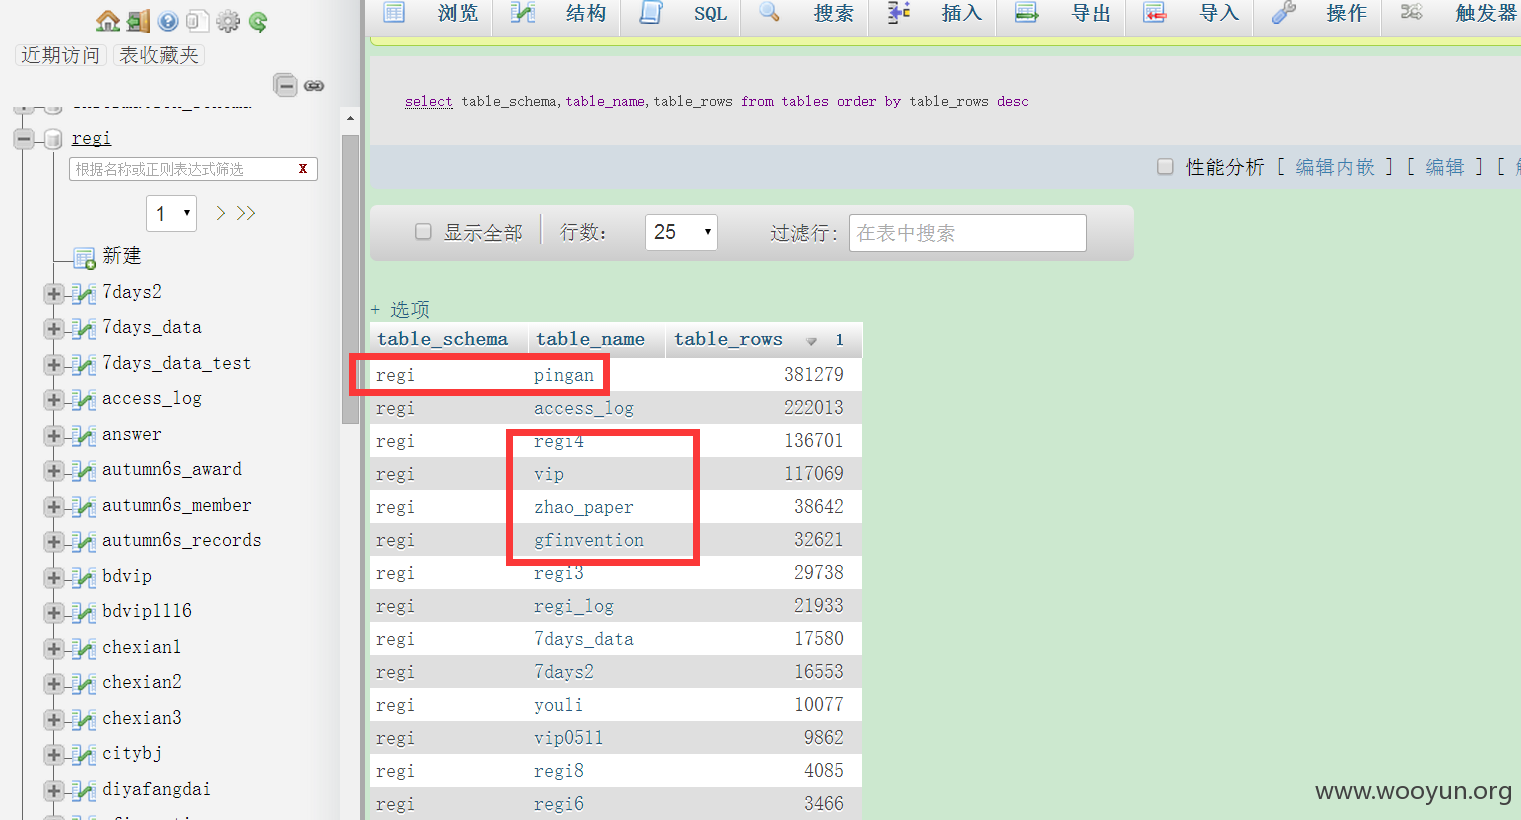 浏览 结构 SQL 搜索 插入 导出 导入 操作 触发器
近期访问 表收藏夹
information_schema
regi
根据名称或正则表达式筛选 X
1
新建
7days2
7days_data
7days_data_test
access_log
answer
autumn6s_award
autumn6s_member
autumn6s_records
bdvip
bdvip1116
chexian1
chexian2
chexian3
citybj
diyafangdai
select table_schema,table_name,table_rows from tables order by table_rows desc
性能分析 [ 编辑内嵌 ] [ 编辑 ] [
显示全部 行数: 25 过滤行: 在表中搜索
+ 选项
table_schema table_name table_rows 1
regi pingan 381279
regi access_log 222013
regi regi4 136701
regi vip 117069
regi zhao_paper 38642
regi gfinvention 32621
regi regi3 29738
regi regi_log 21933
regi 7days_data 17580
regi 7days2 16553
regi youli 10077
regi vip0511 9862
regi regi8 4085
regi regi6 3466
www.wooyun.org